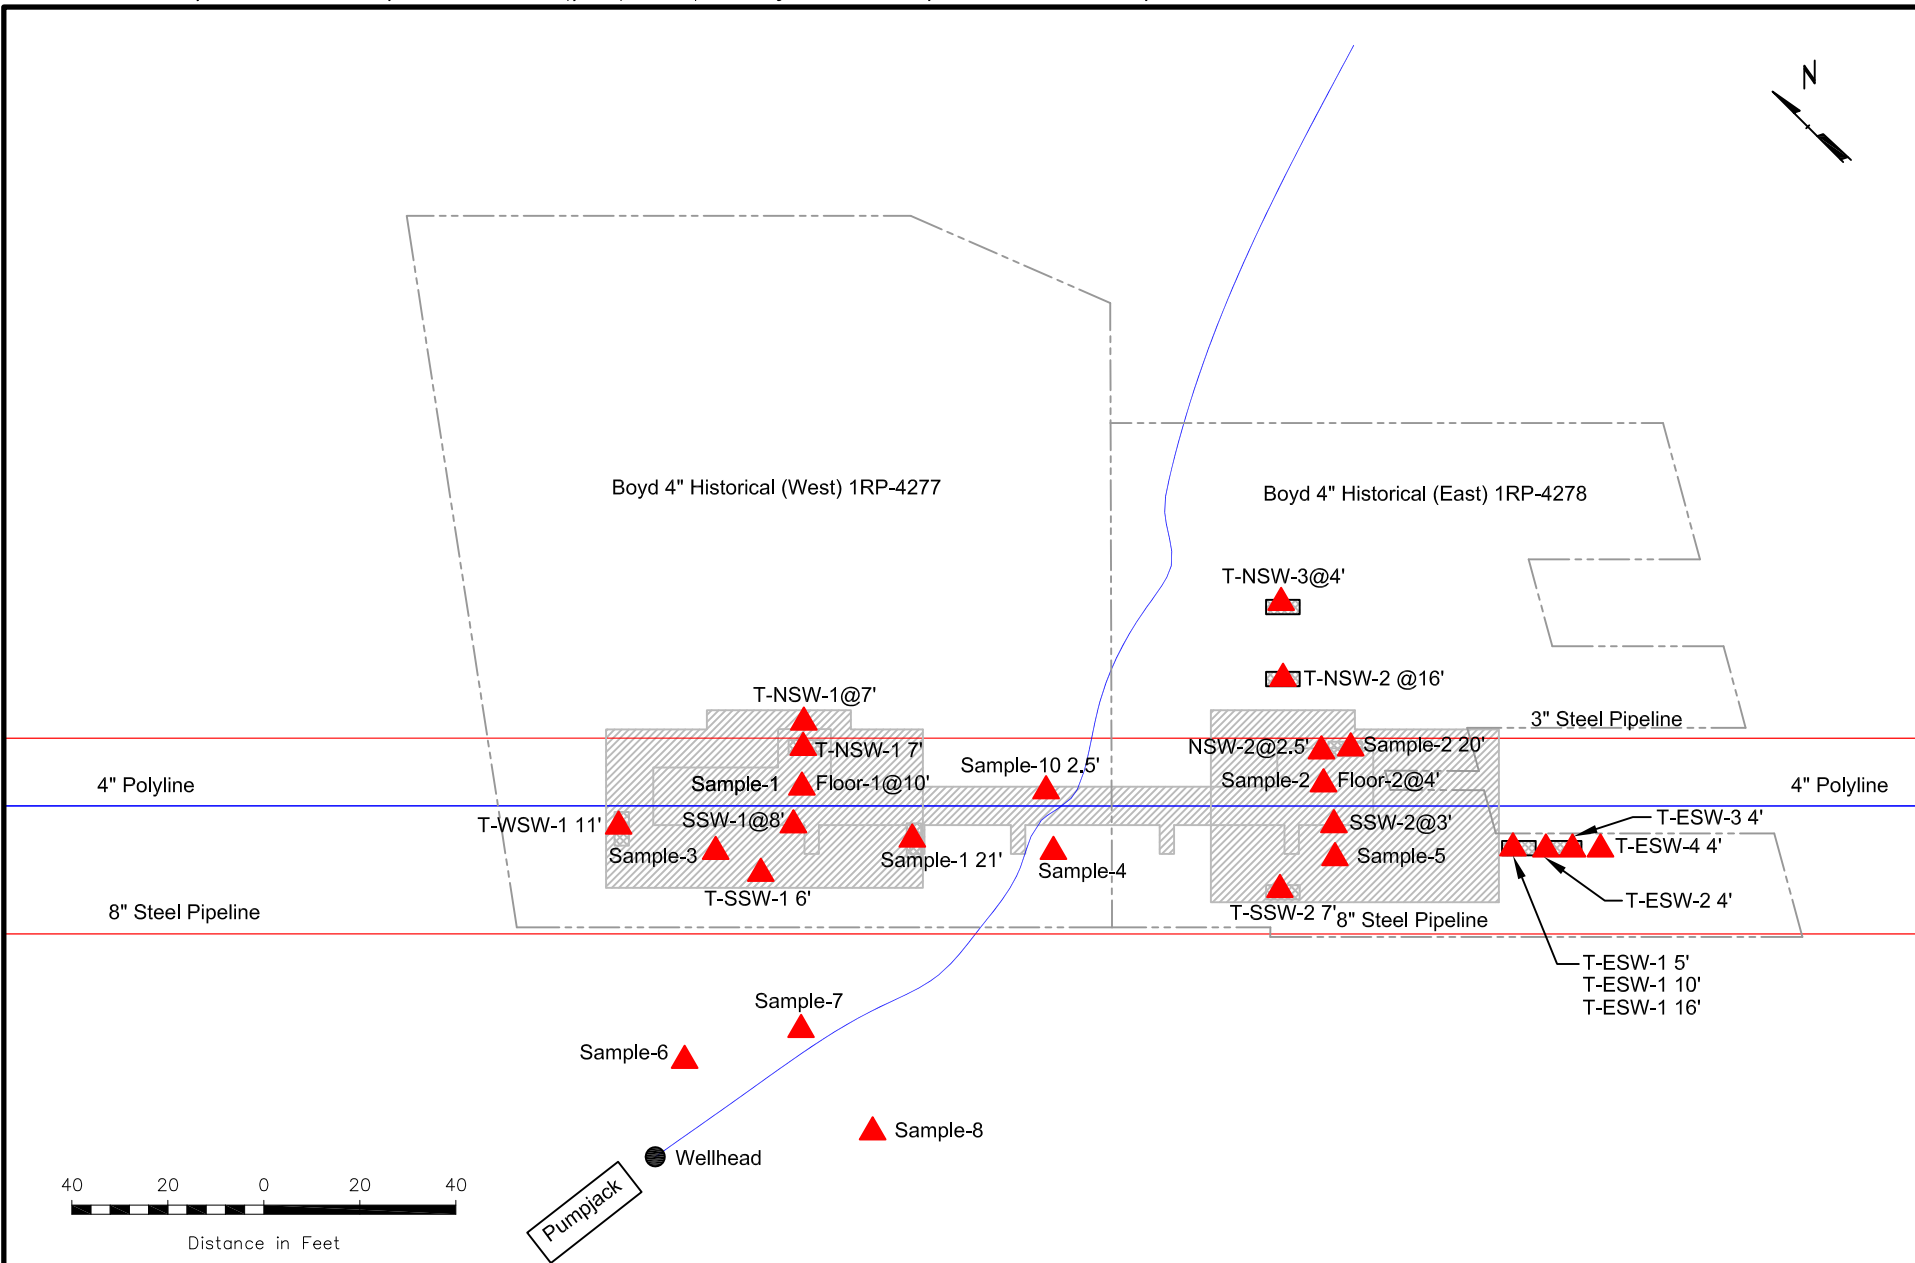 N
Boyd 4" Historical (West) 1RP-4277
Boyd 4" Historical (East) 1RP-4278
T-NSW-3@4'
T-NSW-2 @16'
T-NSW-1@7'
3" Steel Pipeline
T-NSW-1 7'
NSW-2@2.5'
Sample-2 20'
Sample-10 2.5'
4" Polyline
Sample-1
Floor-1@10'
Sample-2
Floor-2@4'
4" Polyline
T-WSW-1 11'
SSW-1@8'
SSW-2@3'
T-ESW-3 4'
Sample-3
Sample-1 21'
Sample-4
Sample-5
T-ESW-4 4'
T-SSW-1 6'
T-ESW-2 4'
8" Steel Pipeline
T-SSW-2 7'
8" Steel Pipeline
T-ESW-1 5'
T-ESW-1 10'
T-ESW-1 16'
Sample-7
Sample-6
Sample-8
Wellhead
Pumpjack
40 20 0 20 40
Distance in Feet